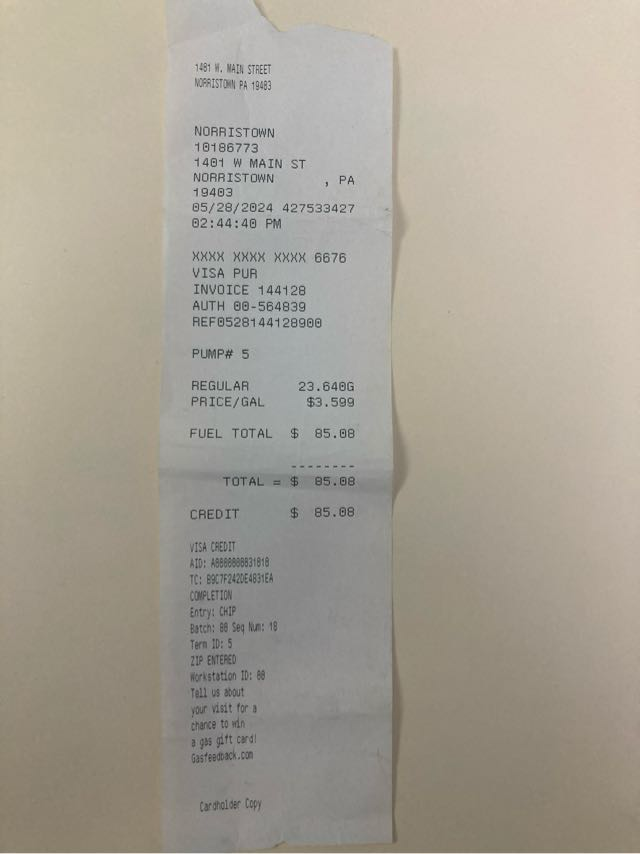 1401 W. MAIN STREET
NORRISTOWN PA 19403
NORRISTOWN
10186773
1401 W MAIN ST
NORRISTOWN , PA
19403
05/28/2024 427533427
02:44:40 PM
XXXX XXXX XXXX 6676
VISA PUR
INVOICE 144128
AUTH 00-564839
REF0528144128900
PUMP# 5
REGULAR 23.640G
PRICE/GAL $3.599
FUEL TOTAL $ 85.08
--------
TOTAL = $ 85.08
CREDIT $ 85.08
VISA CREDIT
AID: A0000000031010
TC: B9C7F242DE4831EA
COMPLETION
Entry: CHIP
Batch: 80 Seq Num: 18
Term ID: 5
ZIP ENTERED
Workstation ID: 00
Tell us about
your visit for a
chance to win
a gas gift card!
Gasfeedback.com
Cardholder Copy